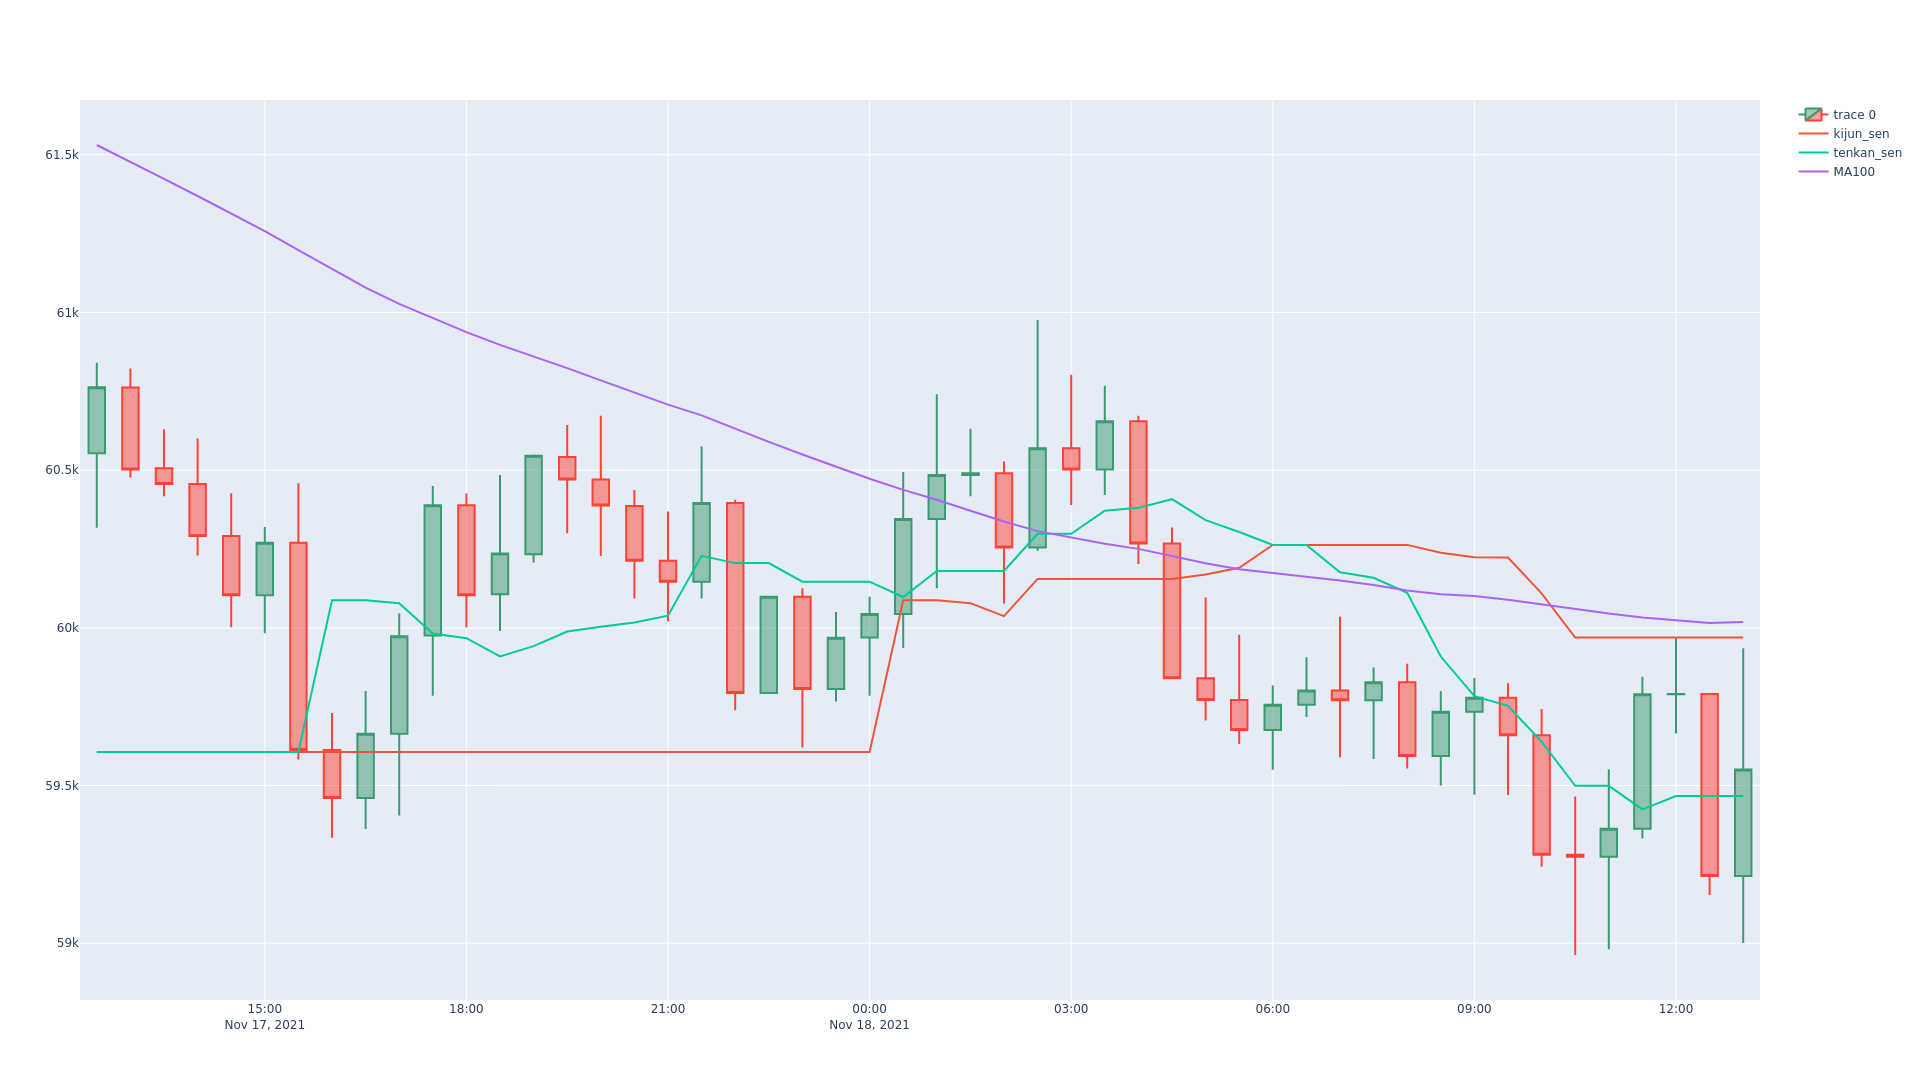 trace 0
kijun_sen
tenkan_sen
MA100
61.5k
61k
60.5k
60k
59.5k
59k
15:00 18:00 21:00 00:00 03:00 06:00 09:00 12:00
Nov 17, 2021 Nov 18, 2021